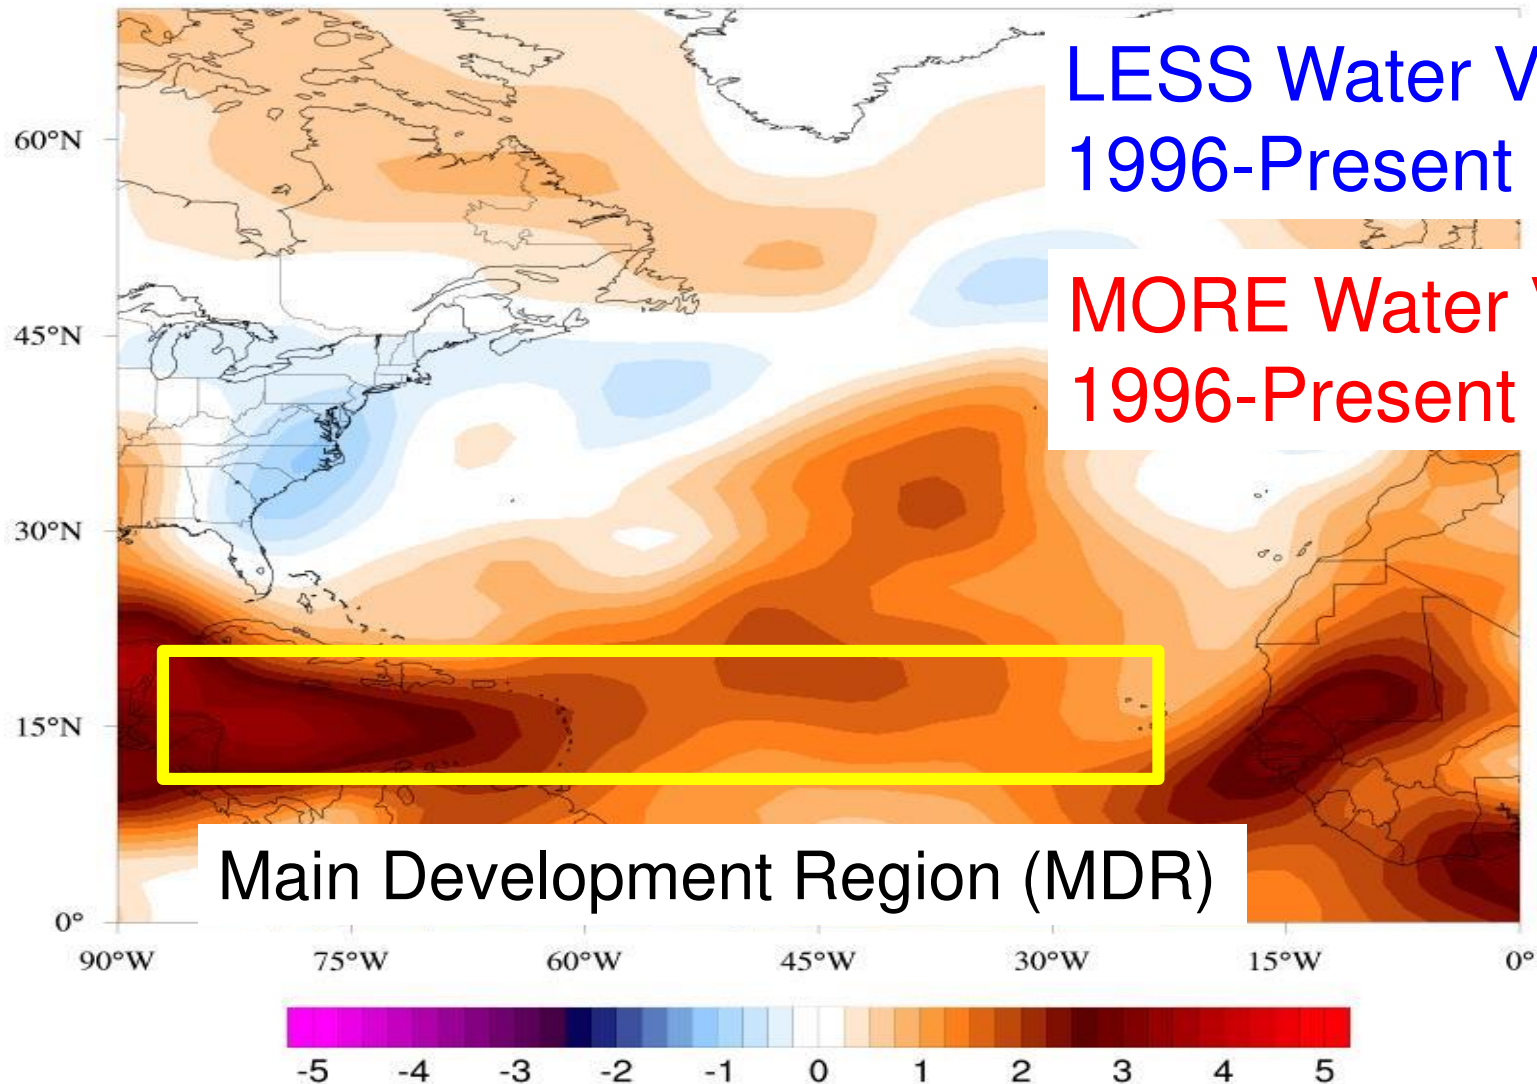 LESS Water V
1996-Present
MORE Water
1996-Present
60°N
45°N
30°N
15°N
0°
Main Development Region (MDR)
90°W 75°W 60°W 45°W 30°W 15°W 0°
-5 -4 -3 -2 -1 0 1 2 3 4 5